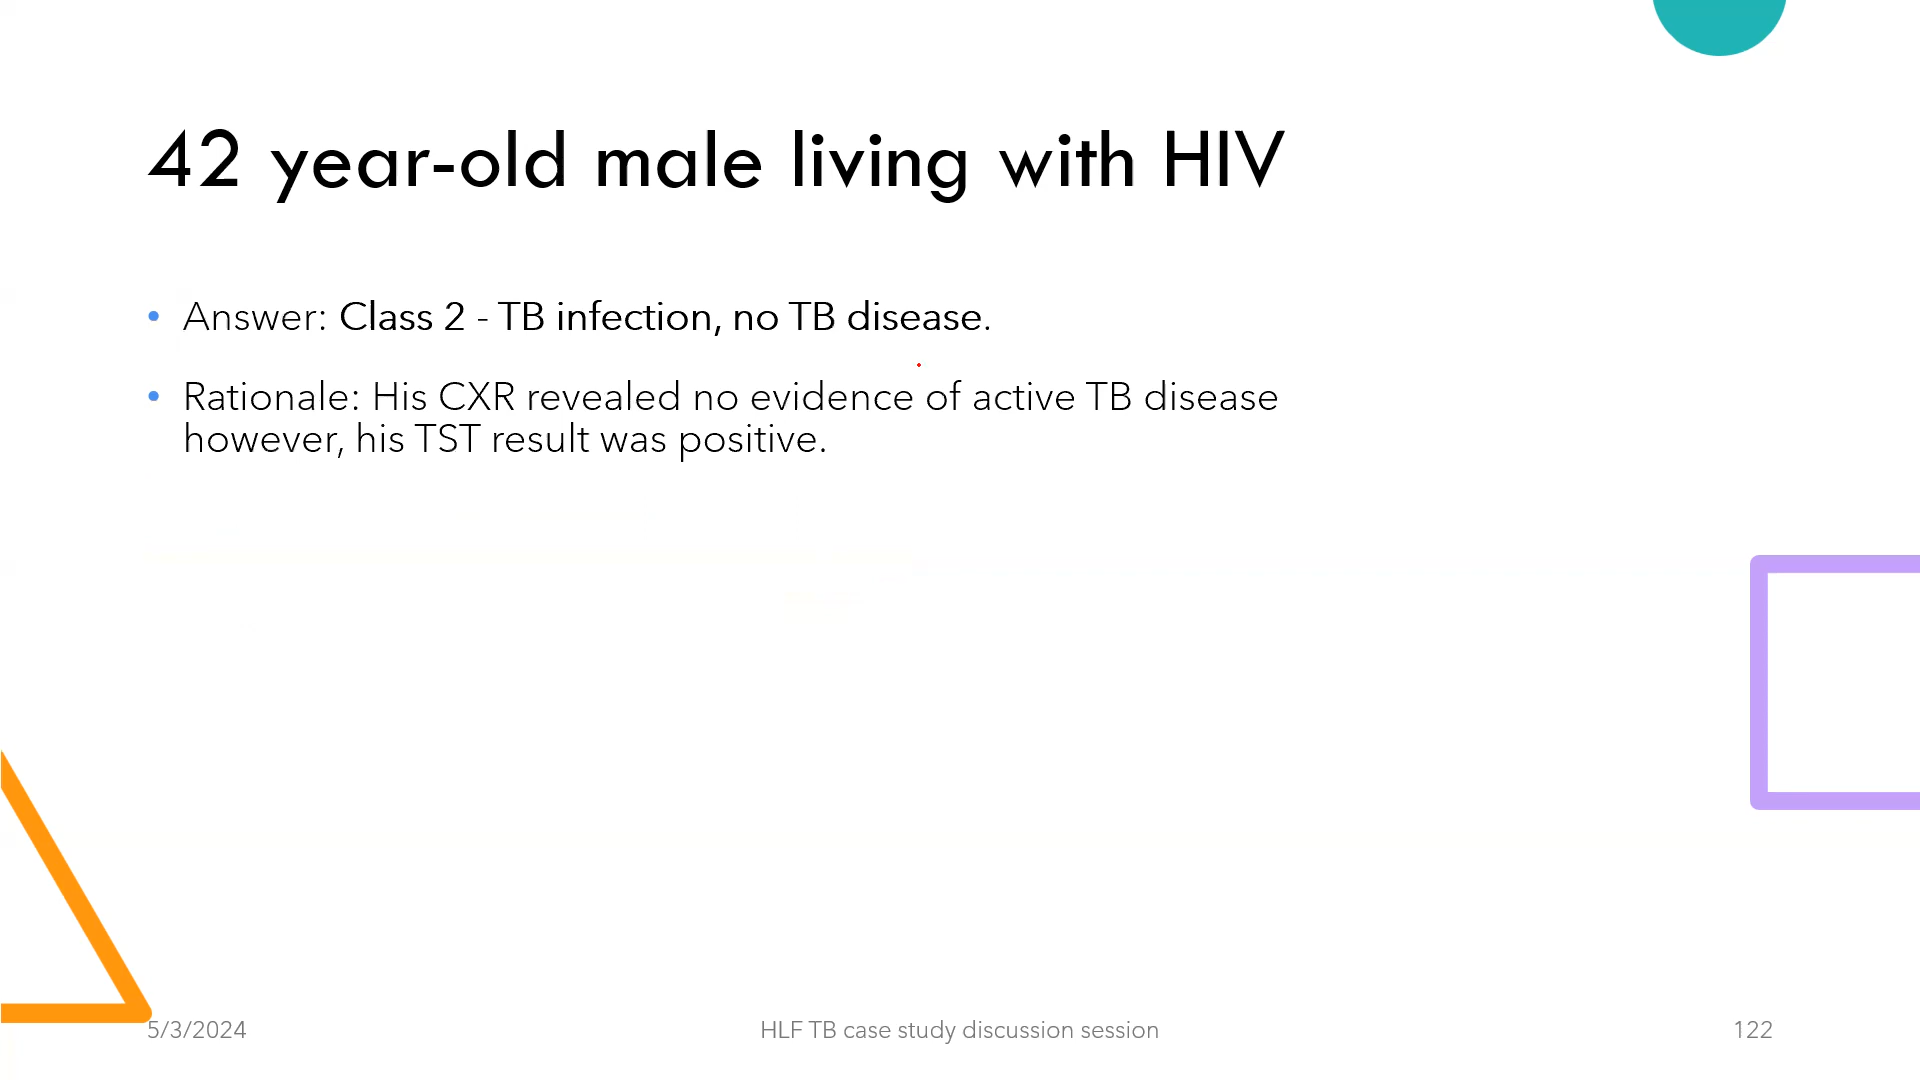 42 year-old male living with HIV
• Answer: Class 2 - TB infection, no TB disease.
• Rationale: His CXR revealed no evidence of active TB disease
however, his TST result was positive.
5/3/2024
HLF TB case study discussion session
122